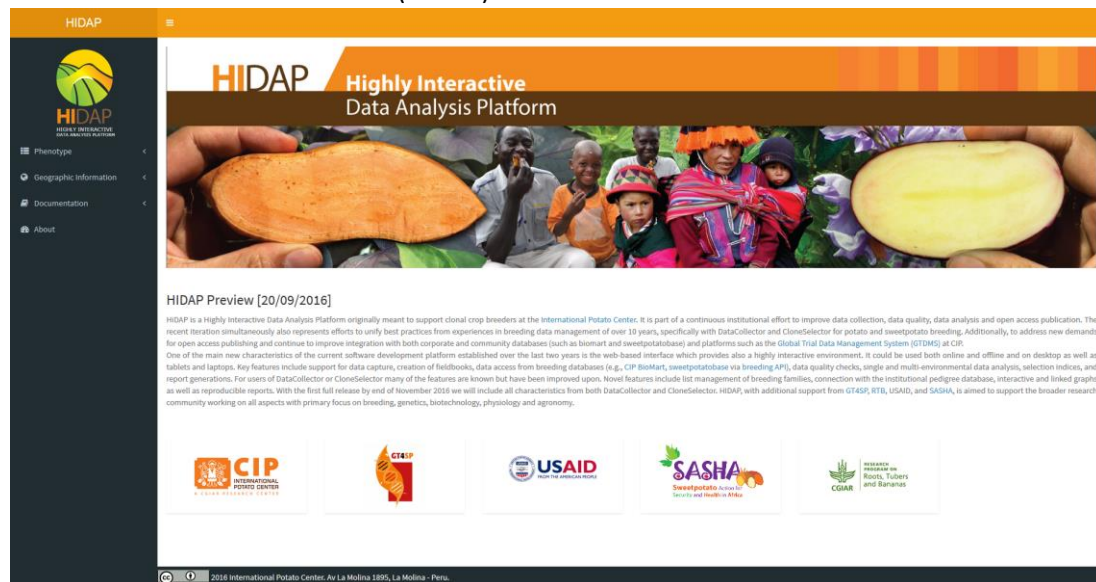 HIDAP
HIDAP
HIGHLY INTERACTIVE
DATA ANALYSIS PLATFORM
Phenotype
Geographic Information
Documentation
About
HIDAP
Highly Interactive
Data Analysis Platform
HIDAP Preview [20/09/2016]
HIDAP is a Highly Interactive Data Analysis Platform originally meant to support clonal crop breeders at the International Potato Center. It is part of a continuous institutional effort to improve data collection, data quality, data analysis and open access publication. The
recent iteration simultaneously also represents efforts to unify best practices from experiences in breeding data management of over 10 years, specifically with DataCollector and CloneSelector for potato and sweetpotato breeding. Additionally, to address new demands
for open access publishing and continue to improve integration with both corporate and community databases (such as biomart and sweetpotatobase) and platforms such as the Global Trial Data Management System (GTDMS) at CIP.
One of the main new characteristics of the current software development platform established over the last two years is the web-based interface which provides also a highly interactive environment. It could be used both online and offline and on desktop as well as
tablets and laptops. Key features include support for data capture, creation of fieldbooks, data access from breeding databases (e.g., CIP BioMart, sweetpotatobase via breeding API), data quality checks, single and multi-environmental data analysis, selection indices, and
report generations. For users of DataCollector or CloneSelector many of the features are known but have been improved upon. Novel features include list management of breeding families, connection with the institutional pedigree database, interactive and linked graphs
as well as reproducible reports. With the first full release by end of November 2016 we will include all characteristics from both DataCollector and CloneSelector. HIDAP, with additional support from GT4SP, RTB, USAID, and SASHA, is aimed to support the broader research
community working on all aspects with primary focus on breeding, genetics, biotechnology, physiology and agronomy.
CIP
INTERNATIONAL
POTATO CENTER
A CGIAR RESEARCH CENTER
GT4SP
USAID
FROM THE AMERICAN PEOPLE
SASHA
Sweetpotato Action for
Security and Health in Africa
CGIAR
RESEARCH
PROGRAM ON
Roots, Tubers
and Bananas
cc
2016 International Potato Center. Av La Molina 1895, La Molina - Peru.